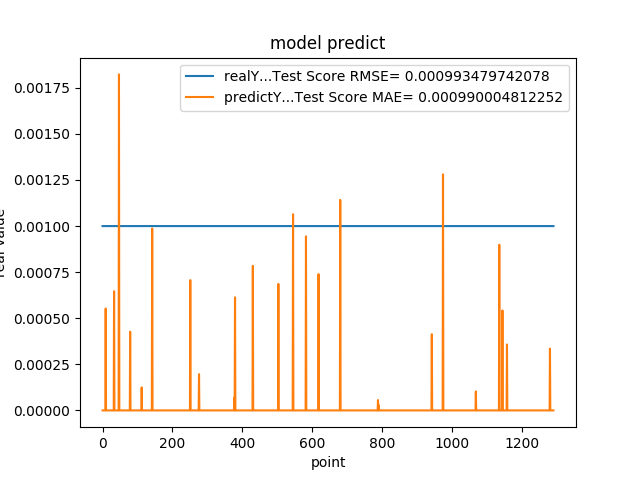 model predict
realY...Test Score RMSE= 0.000993479742078
predictY...Test Score MAE= 0.000990004812252
0.00175
0.00150
0.00125
0.00100
0.00075
0.00050
0.00025
0.00000
real value
0 200 400 600 800 1000 1200
point